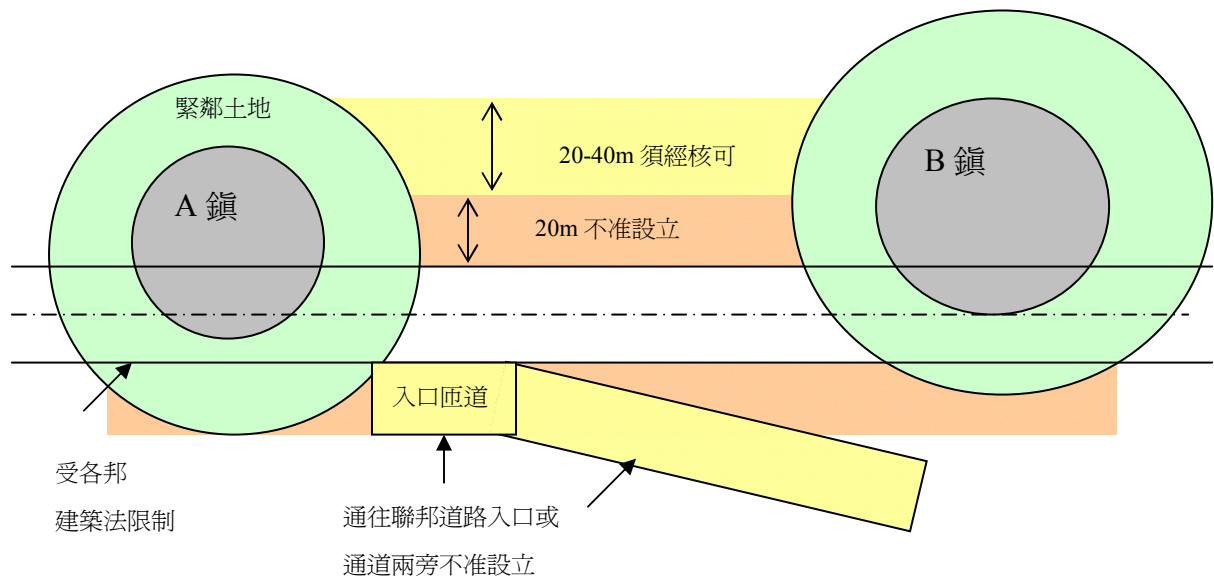 緊鄰土地
20-40m 須經核可
B 鎮
A 鎮
20m 不准設立
入口匝道
受各邦
建築法限制
通往聯邦道路入口或
通道兩旁不准設立